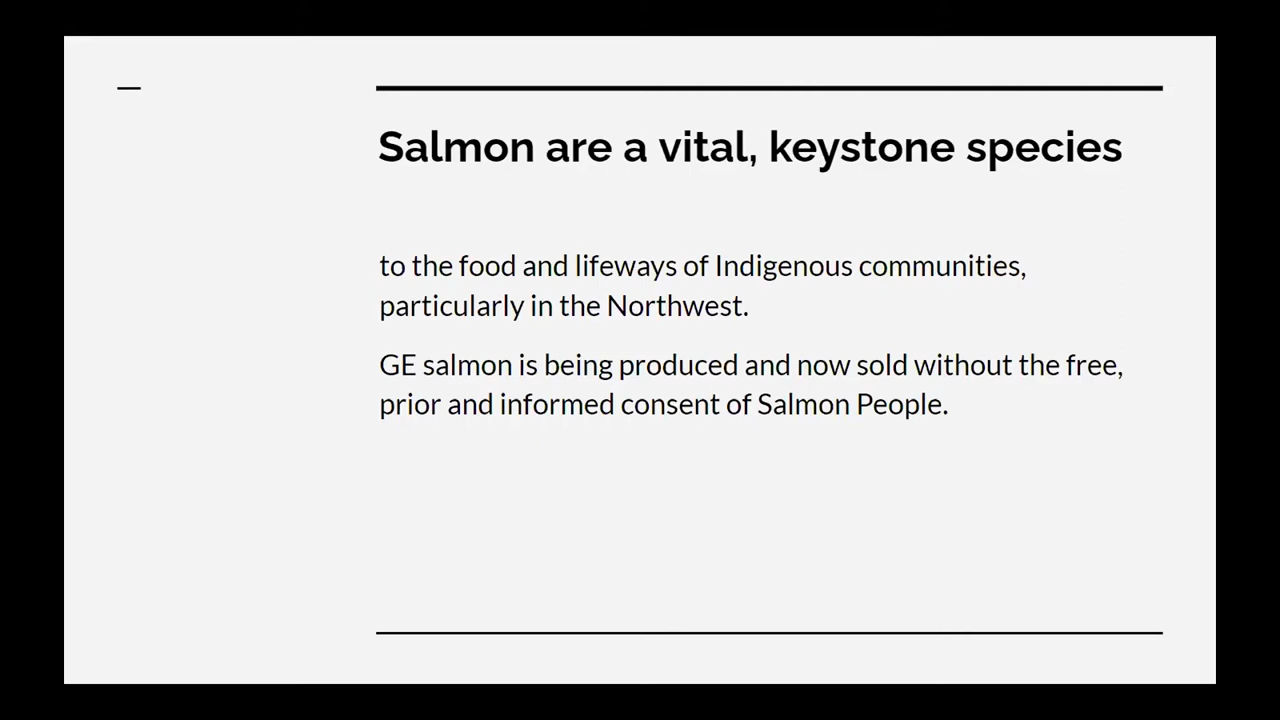 Salmon are a vital, keystone species
to the food and lifeways of Indigenous communities,
particularly in the Northwest.
GE salmon is being produced and now sold without the free,
prior and informed consent of Salmon People.